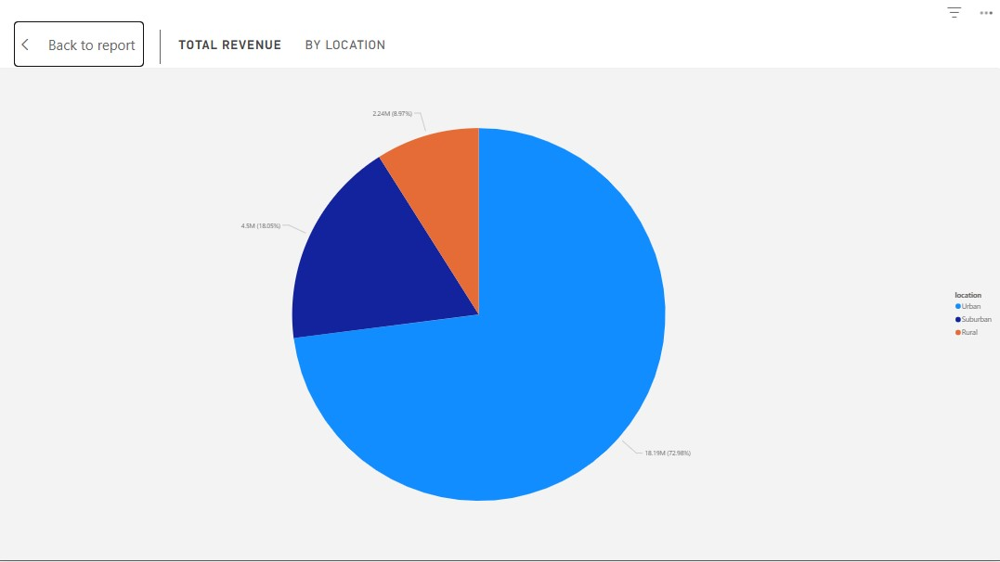 Back to report
TOTAL REVENUE BY LOCATION
2.24M (8.97%)
4.5M (18.05%)
location
Urban
Suburban
Rural
18.19M (72.98%)